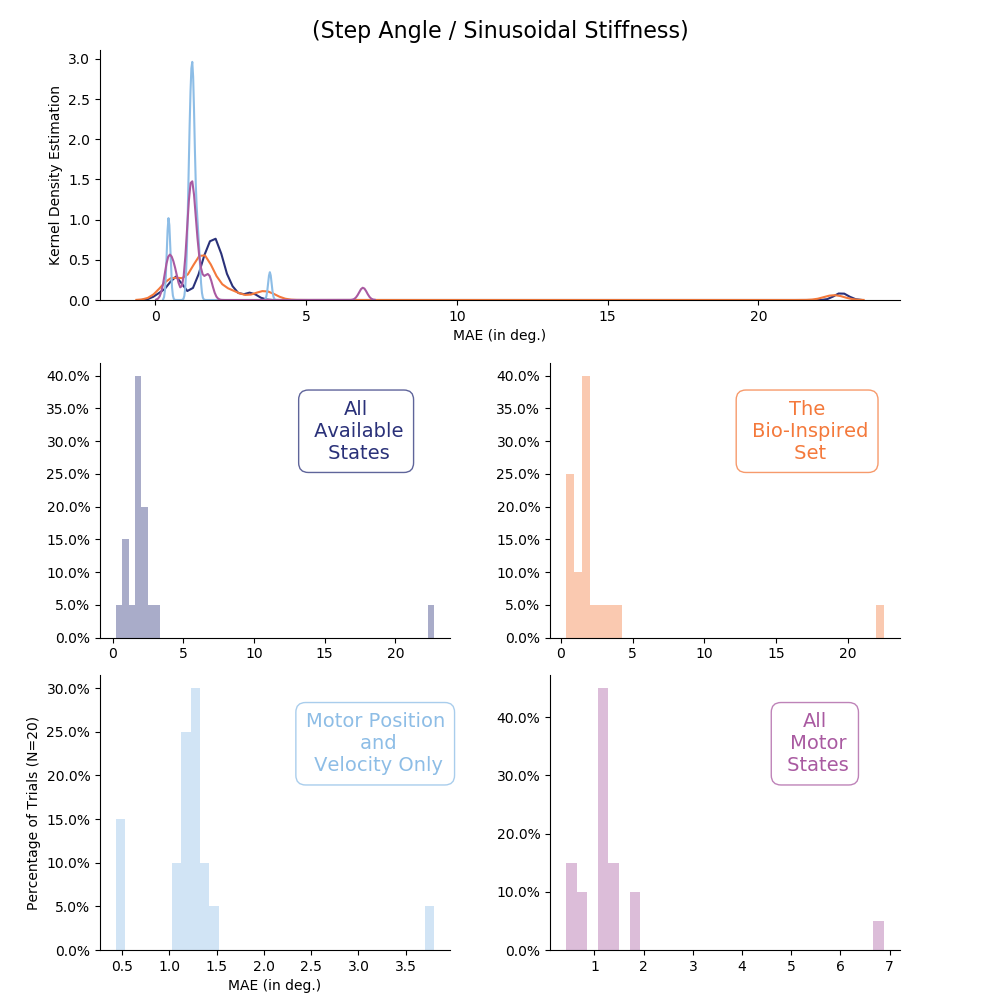 (Step Angle / Sinusoidal Stiffness)
Kernel Density Estimation
3.0
2.5
2.0
1.5
1.0
0.5
0.0
0 5 10 15 20
MAE (in deg.)
40.0%
35.0%
30.0%
25.0%
20.0%
15.0%
10.0%
5.0%
0.0%
All
Available
States
0 5 10 15 20
40.0%
35.0%
30.0%
25.0%
20.0%
15.0%
10.0%
5.0%
0.0%
The
Bio-Inspired
Set
0 5 10 15 20
Percentage of Trials (N=20)
30.0%
25.0%
20.0%
15.0%
10.0%
5.0%
0.0%
Motor Position
and
Velocity Only
0.5 1.0 1.5 2.0 2.5 3.0 3.5
MAE (in deg.)
40.0%
30.0%
20.0%
10.0%
0.0%
All
Motor
States
1 2 3 4 5 6 7